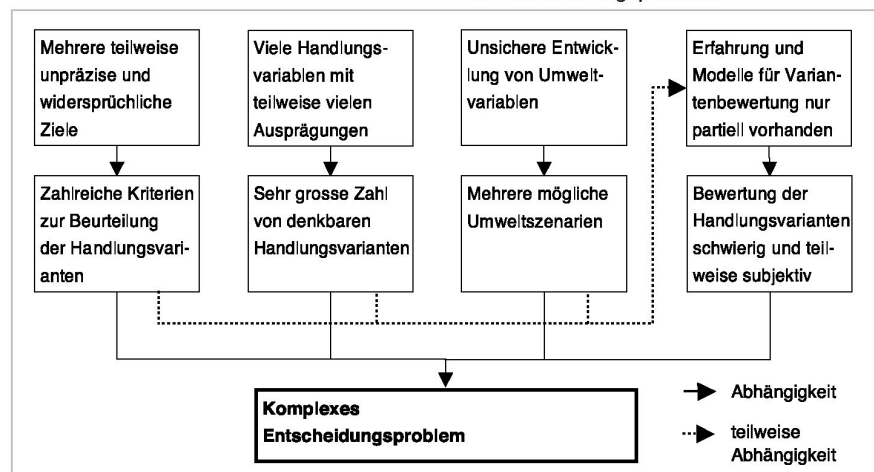 Mehrere teilweise
unpräzise und
widersprüchliche
Ziele
Viele Handlungs-
variablen mit
teilweise vielen
Ausprägungen
Unsichere Entwick-
lung von Umwelt-
variablen
Erfahrung und
Modelle für Varian-
tenbewertung nur
partiell vorhanden
Zahlreiche Kriterien
zur Beurteilung
der Handlungsvari-
anten
Sehr grosse Zahl
von denkbaren
Handlungsvarianten
Mehrere mögliche
Umweltszenarien
Bewertung der
Handlungsvarianten
schwierig und teil-
weise subjektiv
Komplexes
Entscheidungsproblem
Abhängigkeit
teilweise
Abhängigkeit